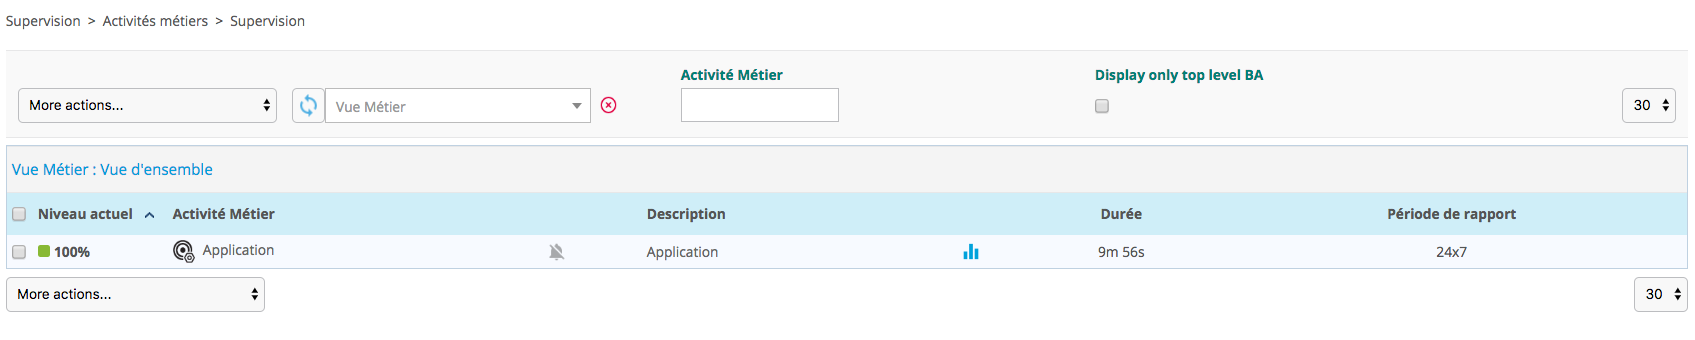 Supervision > Activités métiers > Supervision
Activité Métier
Display only top level BA
More actions...
Vue Métier
30
Vue Métier : Vue d'ensemble
Niveau actuel Activité Métier Description Durée Période de rapport
100% Application Application 9m 56s 24x7
More actions... 30